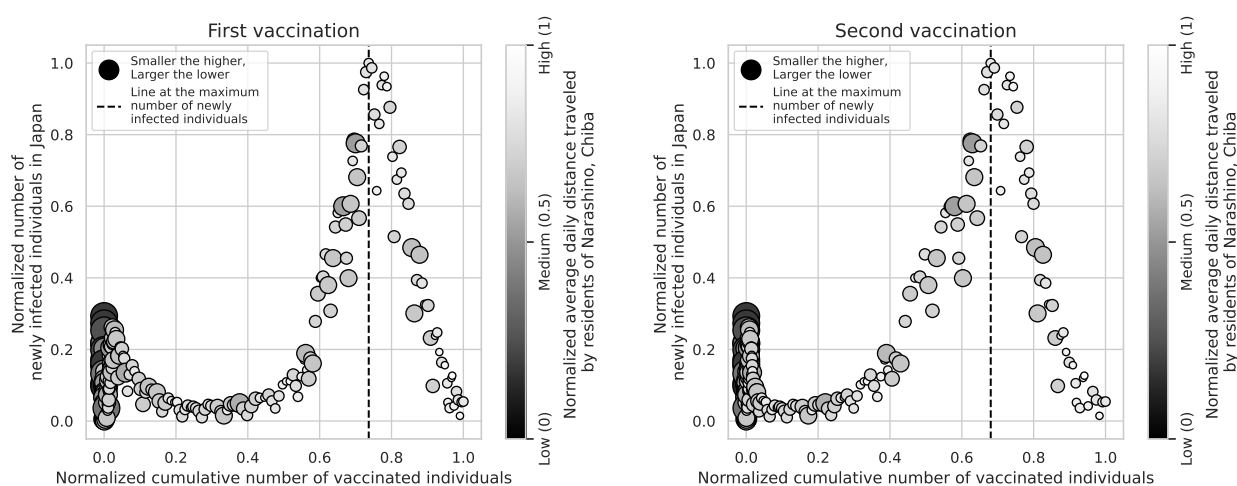 First vaccination
Smaller the higher,
Larger the lower
Line at the maximum
number of newly
infected individuals
1.0
0.8
0.6
0.4
0.2
0.0
0.0
0.2
0.4
0.6
0.8
1.0
Normalized number of
newly infected individuals in Japan
Normalized cumulative number of vaccinated individuals
High (1)
Medium (0.5)
Low (0)
Normalized average daily distance traveled
by residents of Narashino, Chiba
Second vaccination
Smaller the higher,
Larger the lower
Line at the maximum
number of newly
infected individuals
1.0
0.8
0.6
0.4
0.2
0.0
0.0
0.2
0.4
0.6
0.8
1.0
Normalized number of
newly infected individuals in Japan
Normalized cumulative number of vaccinated individuals
High (1)
Medium (0.5)
Low (0)
Normalized average daily distance traveled
by residents of Narashino, Chiba